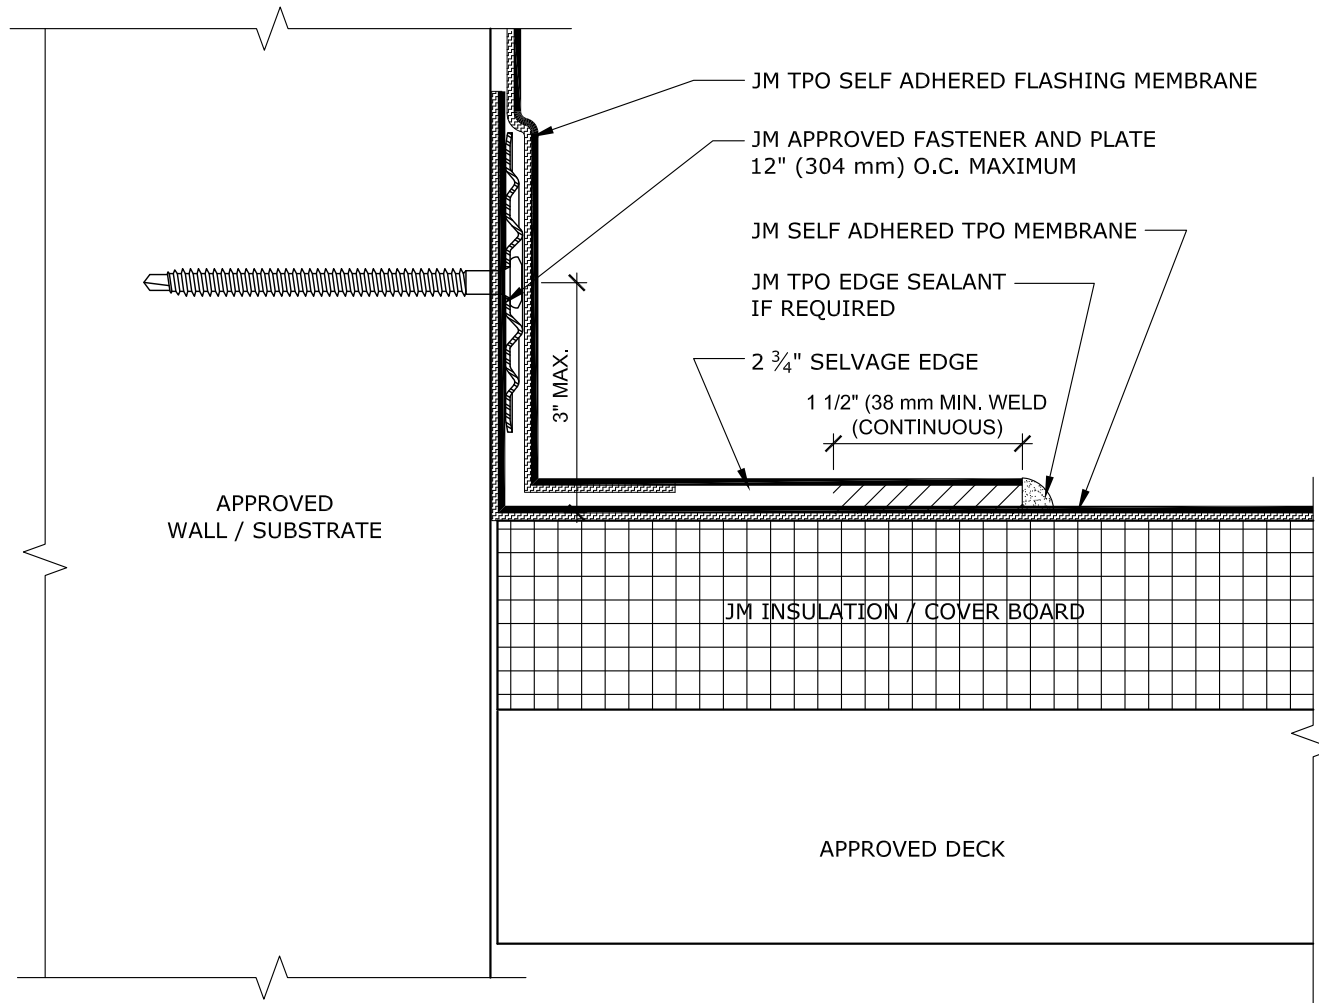 JM TPO SELF ADHERED FLASHING MEMBRANE
JM APPROVED FASTENER AND PLATE
12" (304 mm) O.C. MAXIMUM
JM SELF ADHERED TPO MEMBRANE
JM TPO EDGE SEALANT
IF REQUIRED
2 ¾" SELVAGE EDGE
1 1/2" (38 mm MIN. WELD
(CONTINUOUS)
3" MAX.
APPROVED
WALL / SUBSTRATE
JM INSULATION / COVER BOARD
APPROVED DECK